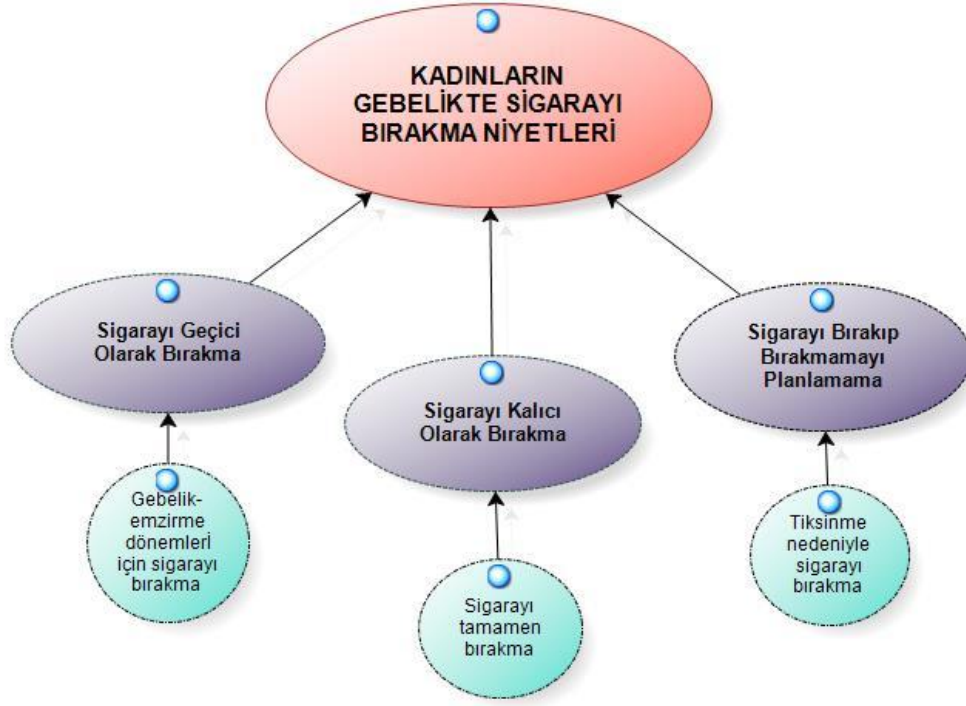 KADINLARIN
GEBELİKTE SİGARAYI
BIRAKMA NİYETLERİ
Sigarayı Geçici
Olarak Bırakma
Sigarayı Kalıcı
Olarak Bırakma
Sigarayı Bırakıp
Bırakmamayı
Planlamama
Gebelik-
emzirme
dönemleri
için sigarayı
bırakma
Sigarayı
tamamen
bırakma
Tiksinme
nedeniyle
sigarayı
bırakma